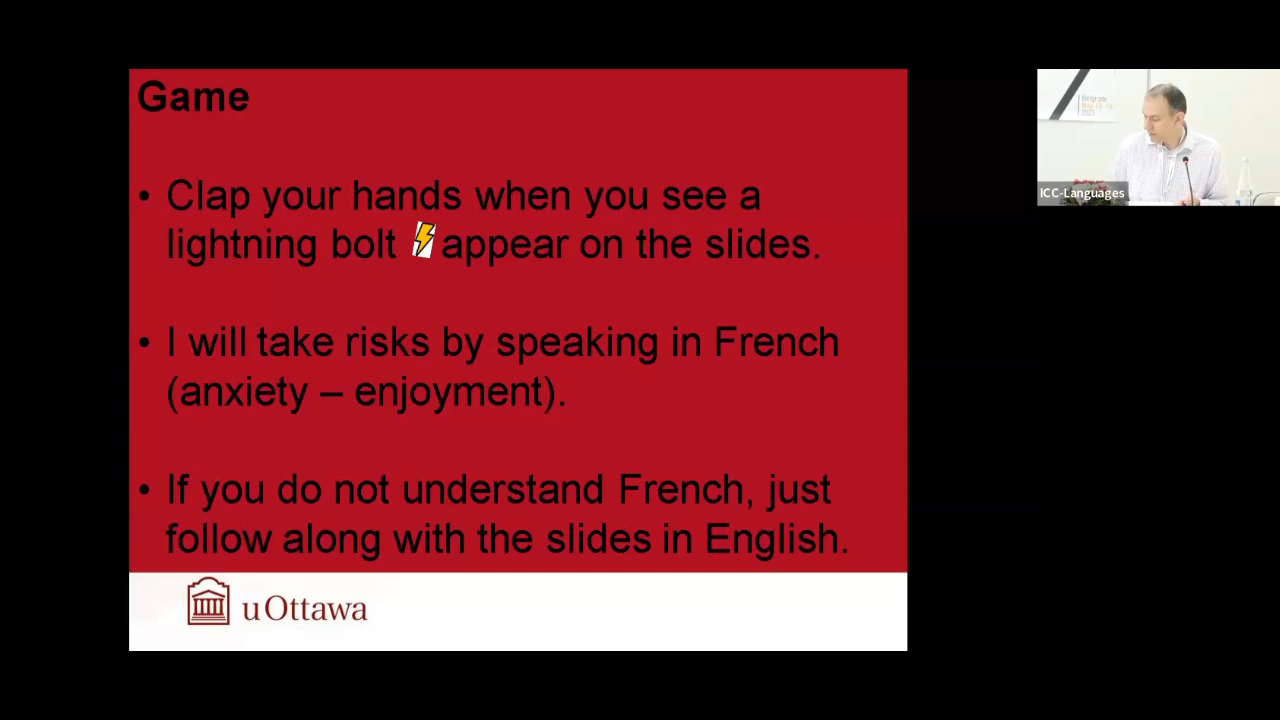 Game
• Clap your hands when you see a
lightning bolt appear on the slides.
• I will take risks by speaking in French
(anxiety – enjoyment).
• If you do not understand French, just
follow along with the slides in English.
uOttawa
Belgrade
2023
ICC-Languages